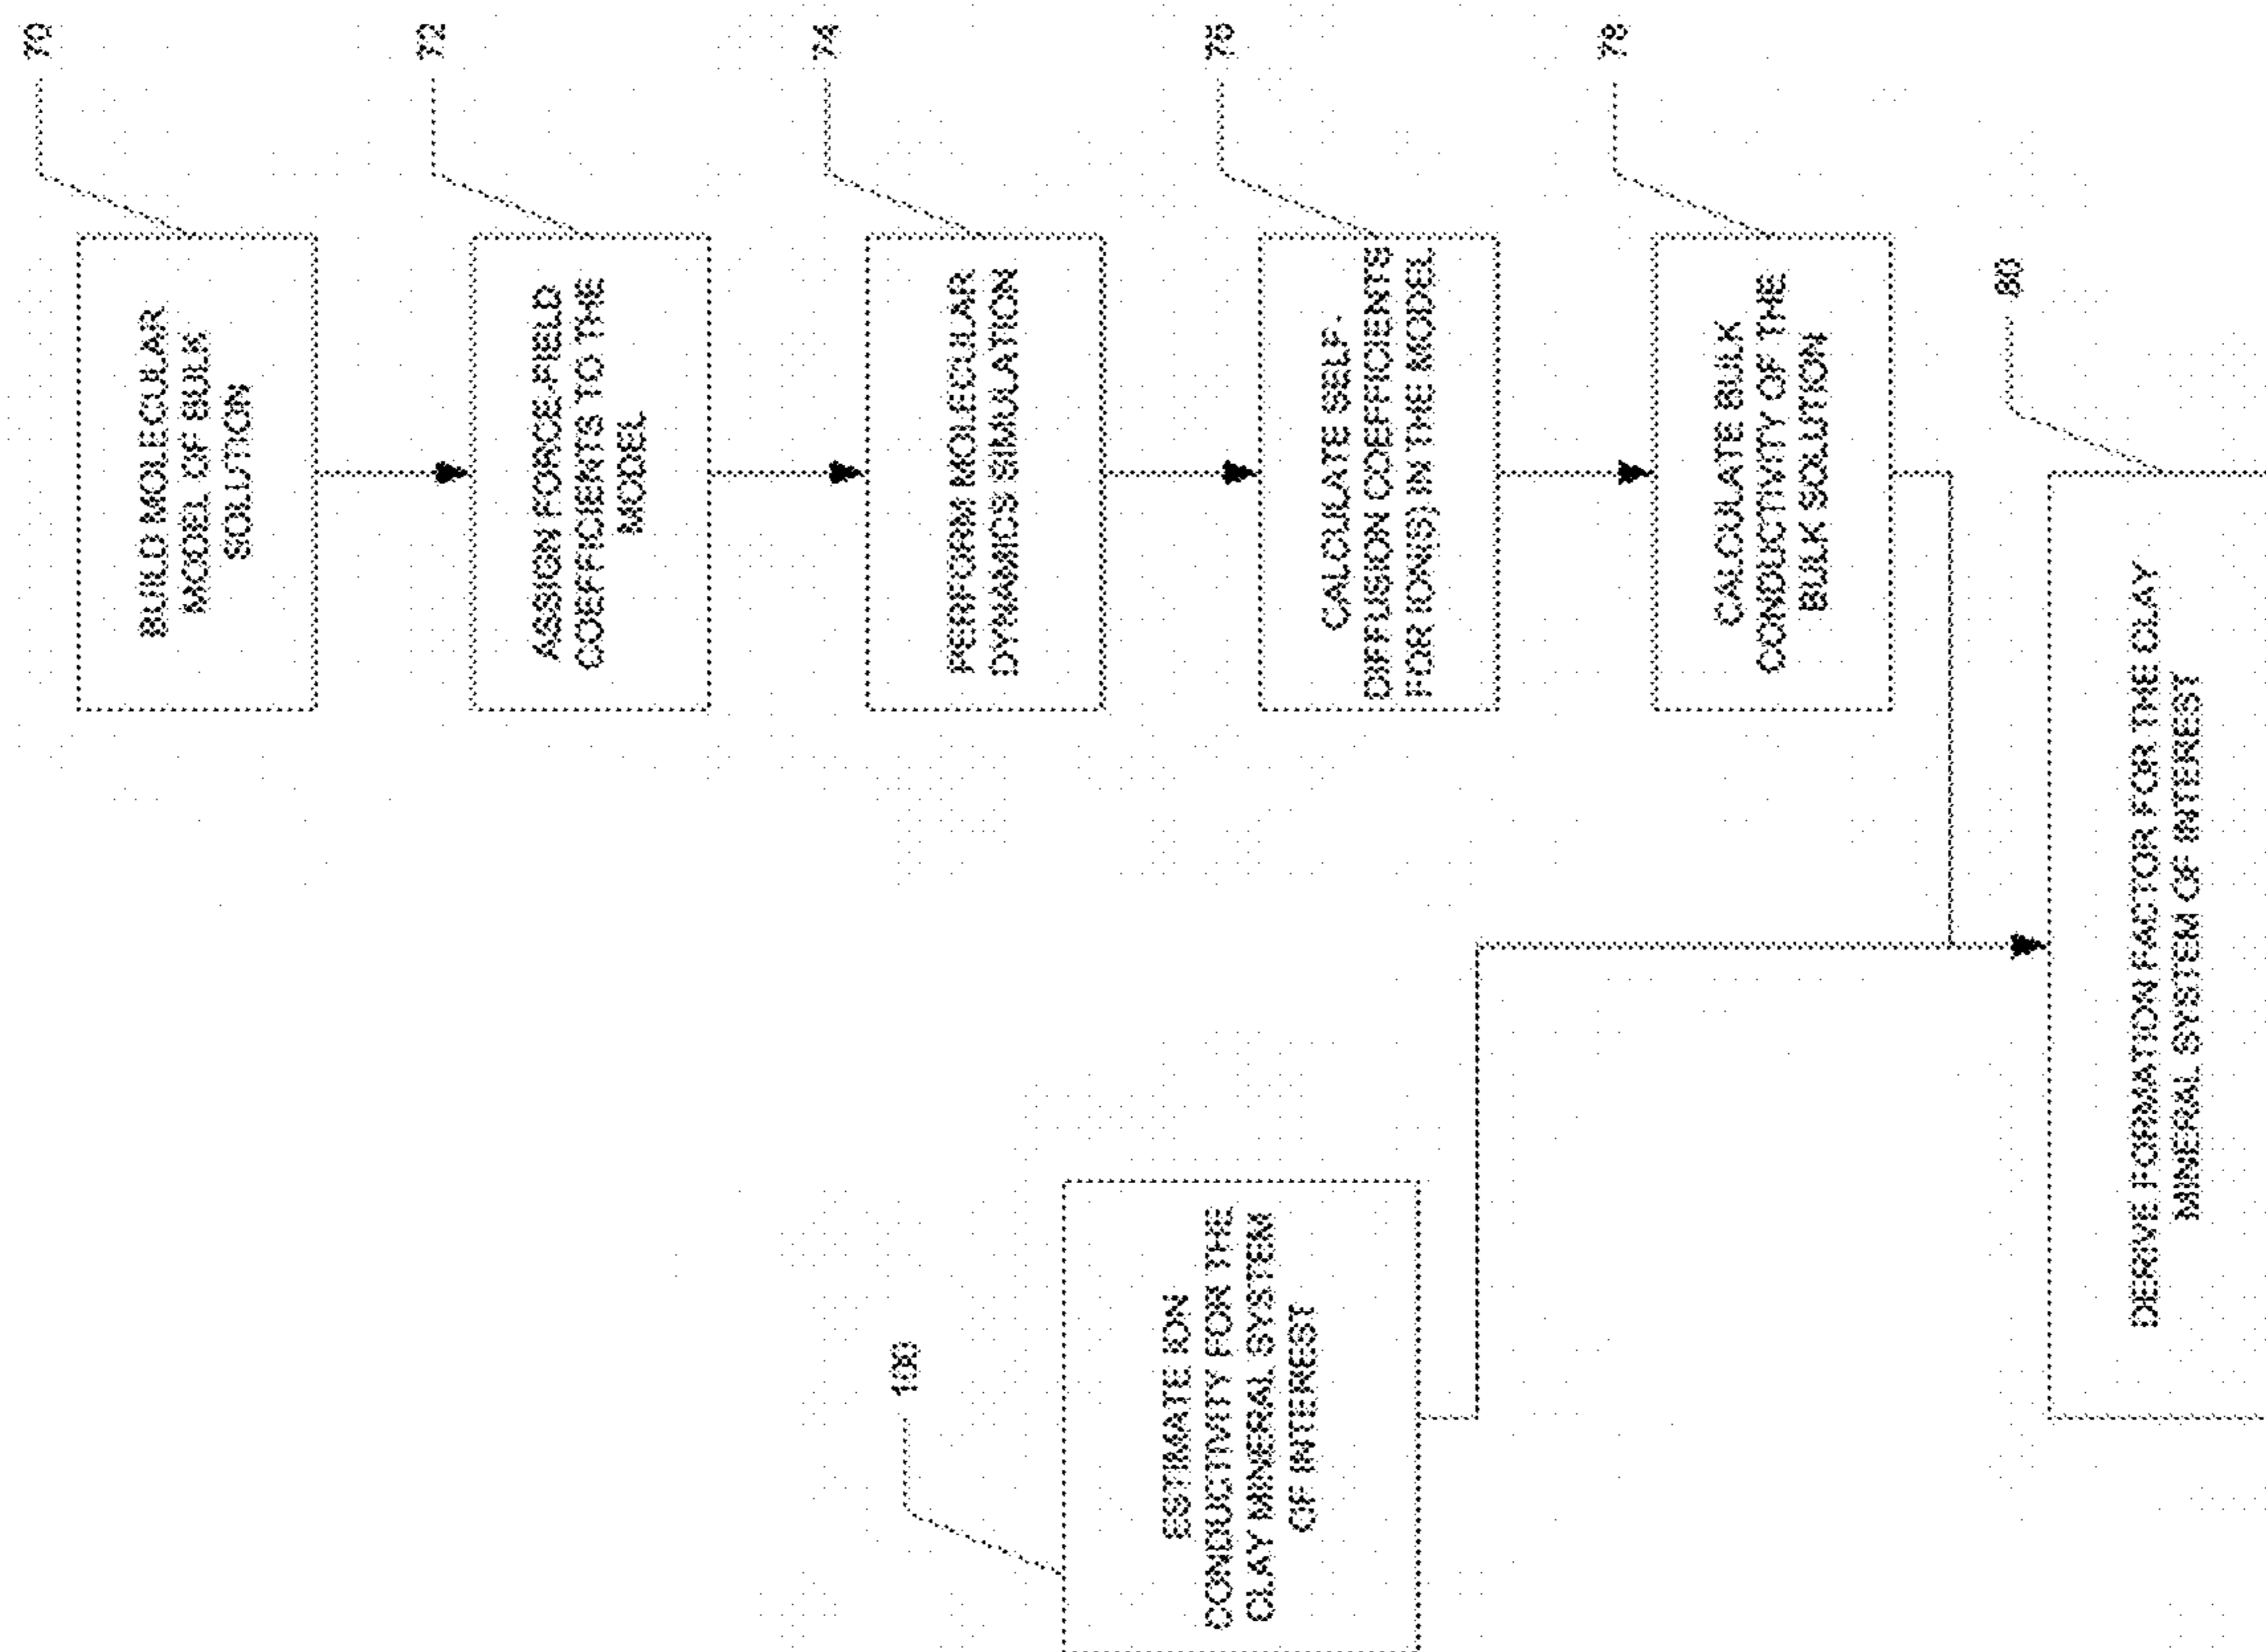 70
BUILD MOLECULAR
MODEL OF BULK
SOLUTION
72
ASSIGN FORCE-FIELD
COEFFICIENTS TO THE
MODEL
74
PERFORM MOLECULAR
DYNAMICS SIMULATION
76
CALCULATE SELF-
DIFFUSION COEFFICIENTS
FOR ION(S) IN THE MODEL
78
CALCULATE BULK
CONDUCTIVITY OF THE
BULK SOLUTION
100
ESTIMATE ION
CONDUCTIVITY FOR THE
CLAY MINERAL SYSTEM
OF INTEREST
80
DERIVE FORMATION FACTOR FOR THE CLAY
MINERAL SYSTEM OF INTEREST